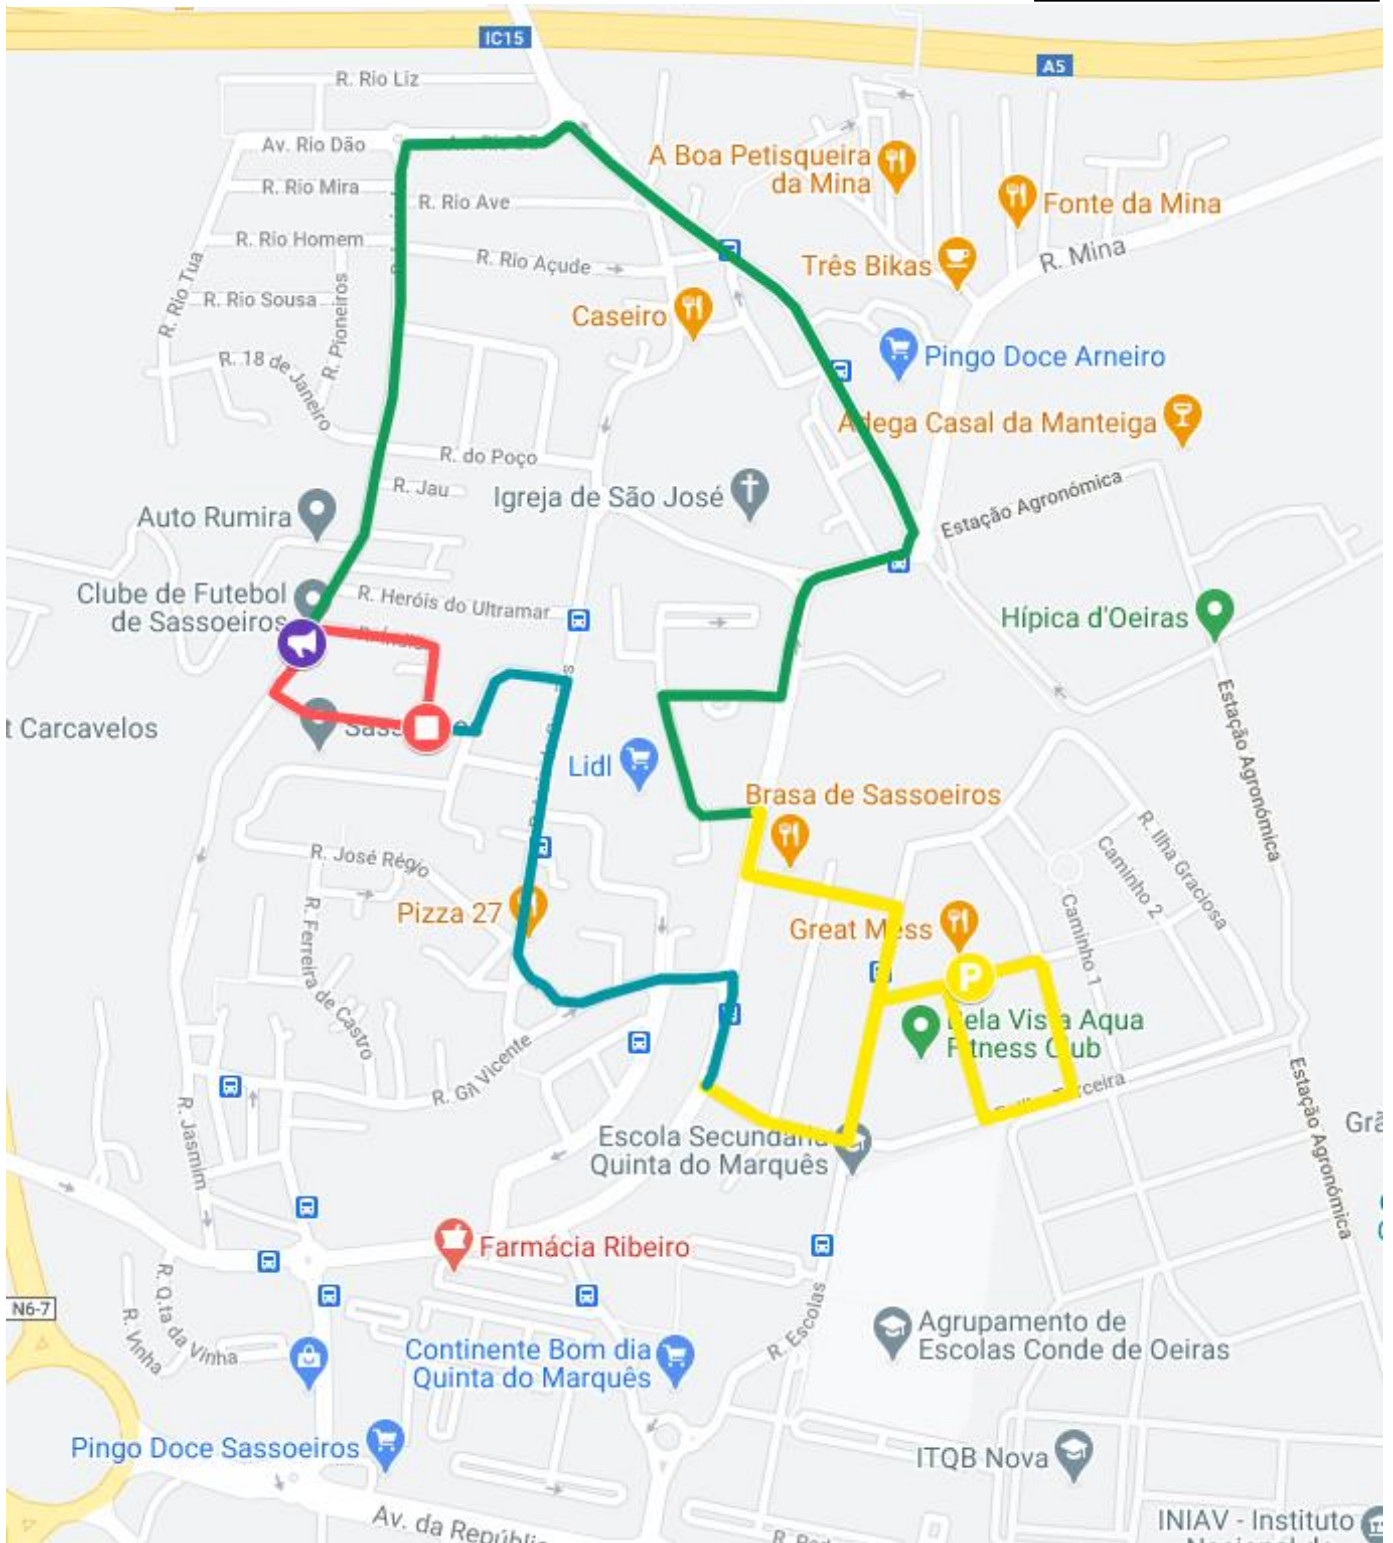 IC15
A5
R. Rio Liz
Av. Rio Dão
A Boa Petisqueira
da Mina
R. Rio Mira
R. Rio Ave
Fonte da Mina
R. Rio Homem
R. Rio Açude
Três Bikas
R. Mina
R. Rio Tua
R. Rio Sousa
R. Pioneiros
Caseiro
Pingo Doce Arneiro
R. 18 de Janeiro
Adega Casal da Manteiga
R. do Poço
R. Jau
Igreja de São José
Estação Agronómica
Auto Rumira
Clube de Futebol
de Sassoeiros
R. Heróis do Ultramar
Hípica d'Oeiras
Estação Agronómica
t Carcavelos
Lidl
Brasa de Sassoeiros
R. Ilha Graciosa
Caminho 2
R. José Régio
R. Ferreira de Castro
Pizza 27
Great Mess
Caminho 1
P
Bela Vista Aqua
Fitness Club
R. Gil Vicente
Terceira
Estação Agronómica
R. Jasmim
Escola Secundária
Quinta do Marquês
Grã
Farmácia Ribeiro
N6-7
R. Q.ta da Vinha
R. Vinha
R. Escolas
Agrupamento de
Escolas Conde de Oeiras
Continente Bom dia
Quinta do Marquês
Pingo Doce Sassoeiros
ITQB Nova
Av. da Repúbli
INIAV - Instituto